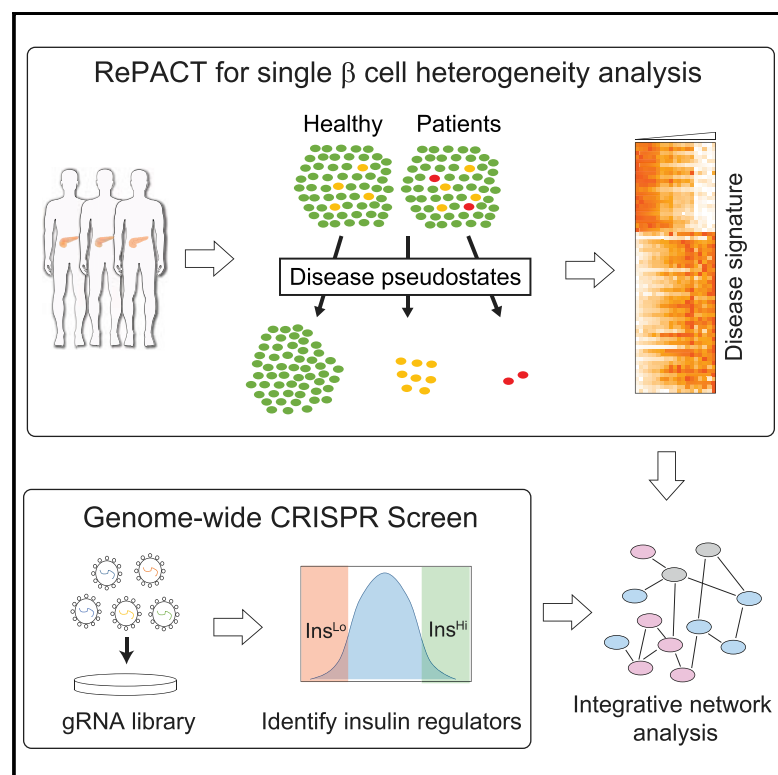 RePACT for single β cell heterogeneity analysis
Healthy
Patients
Disease pseudostates
Disease signature
Genome-wide CRISPR Screen
Ins^Lo
Ins^Hi
gRNA library
Identify insulin regulators
Integrative network
analysis